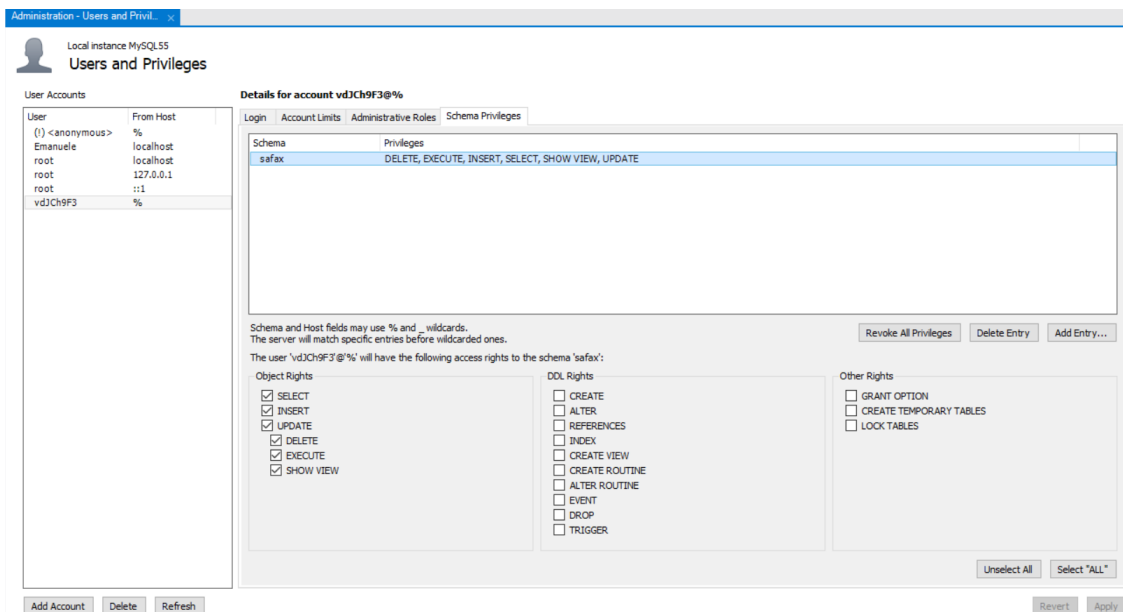 Administration - Users and Privil...
Local instance MySQL55
Users and Privileges
User Accounts
User From Host
(!) <anonymous> %
Emanuele localhost
root localhost
root 127.0.0.1
root ::1
vdJCh9F3 %
Add Account Delete Refresh
Details for account vdJCh9F3@%
Login Account Limits Administrative Roles Schema Privileges
Schema Privileges
safax DELETE, EXECUTE, INSERT, SELECT, SHOW VIEW, UPDATE
Schema and Host fields may use % and _ wildcards.
The server will match specific entries before wildcarded ones.
Revoke All Privileges Delete Entry Add Entry...
The user 'vdJCh9F3'@'%' will have the following access rights to the schema 'safax':
Object Rights
SELECT
INSERT
UPDATE
DELETE
EXECUTE
SHOW VIEW
DDL Rights
CREATE
ALTER
REFERENCES
INDEX
CREATE VIEW
CREATE ROUTINE
ALTER ROUTINE
EVENT
DROP
TRIGGER
Other Rights
GRANT OPTION
CREATE TEMPORARY TABLES
LOCK TABLES
Unselect All Select "ALL"
Revert Apply